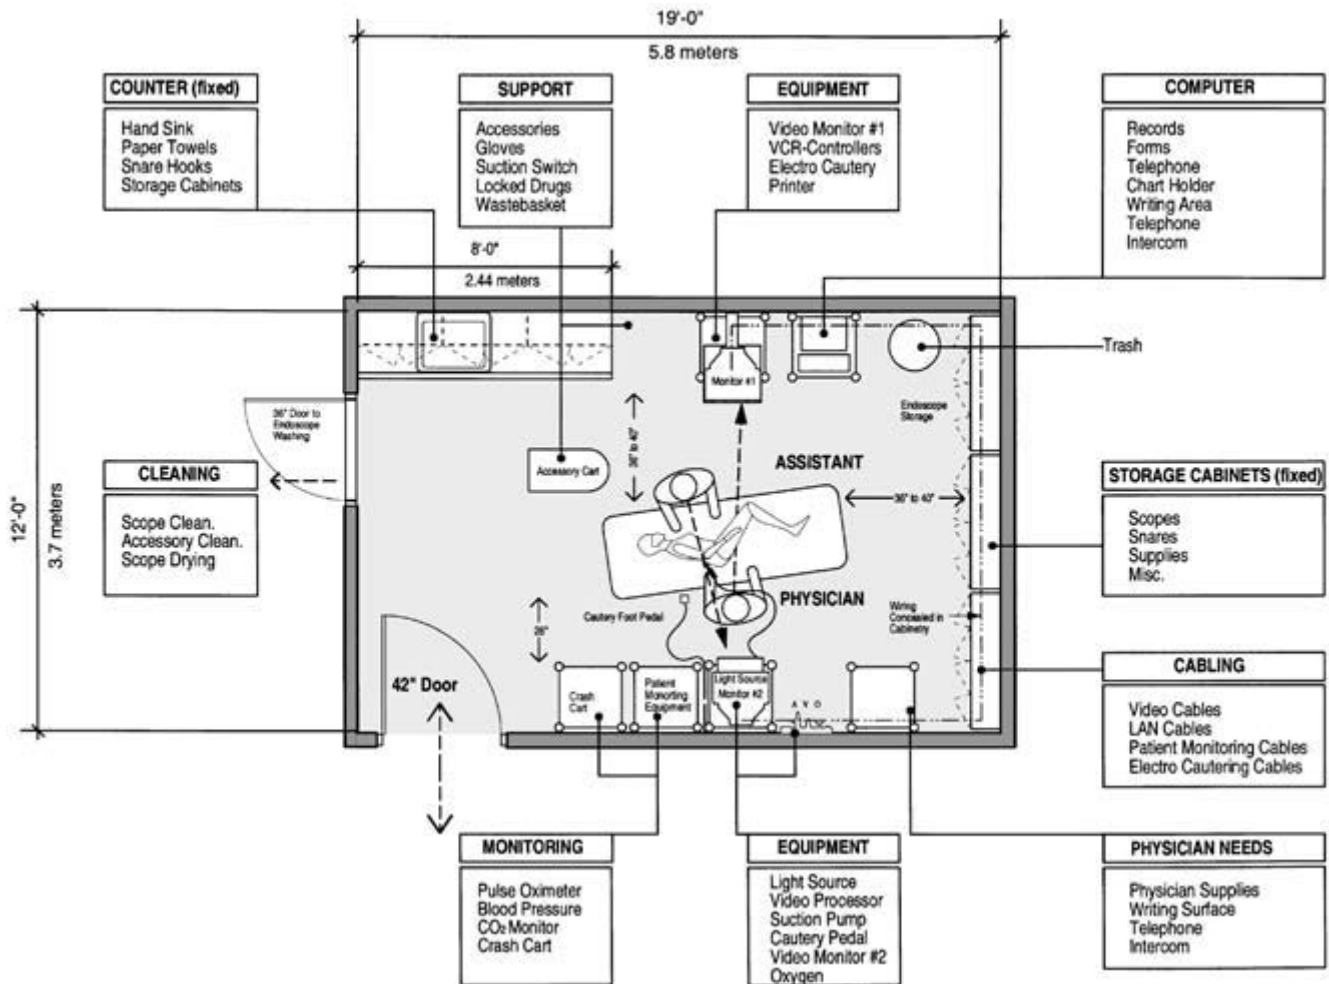 19'-0"
5.8 meters
COUNTER (fixed)
Hand Sink
Paper Towels
Snare Hooks
Storage Cabinets
SUPPORT
Accessories
Gloves
Suction Switch
Locked Drugs
Wastebasket
EQUIPMENT
Video Monitor #1
VCR-Controllers
Electro Cautery
Printer
COMPUTER
Records
Forms
Telephone
Chart Holder
Writing Area
Telephone
Intercom
8'-0"
2.44 meters
12'-0"
3.7 meters
Monitor #1
Trash
Endoscope
Storage
36" Door to
Endoscope
Washing
36" to 40"
Accessory Cart
ASSISTANT
36" to 40"
CLEANING
Scope Clean.
Accessory Clean.
Scope Drying
STORAGE CABINETS (fixed)
Scopes
Snares
Supplies
Misc.
PHYSICIAN
Cautery Foot Pedal
26"
Wiring
Concealed in
Cabinetry
42" Door
Crash
Cart
Patient
Monorting
Equipment
Light Source
Monitor #2
A V O
CABLING
Video Cables
LAN Cables
Patient Monitoring Cables
Electro Cautering Cables
MONITORING
Pulse Oximeter
Blood Pressure
CO₂ Monitor
Crash Cart
EQUIPMENT
Light Source
Video Processor
Suction Pump
Cautery Pedal
Video Monitor #2
Oxygen
PHYSICIAN NEEDS
Physician Supplies
Writing Surface
Telephone
Intercom